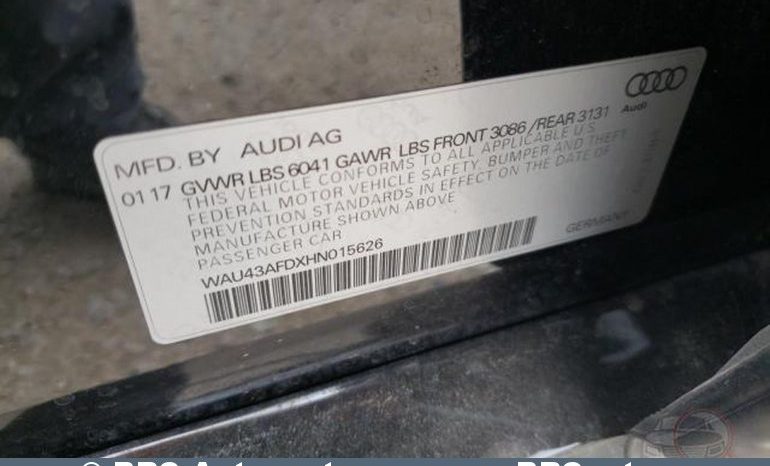 MFD. BY AUDI AG
Audi
01 17 GVWR LBS 6041 GAWR LBS FRONT 3086 / REAR 3131
THIS VEHICLE CONFORMS TO ALL APPLICABLE U.S.
FEDERAL MOTOR VEHICLE SAFETY, BUMPER AND THEFT
PREVENTION STANDARDS IN EFFECT ON THE DATE OF
MANUFACTURE SHOWN ABOVE
PASSENGER CAR
GERMANY
WAU43AFDXHN015626